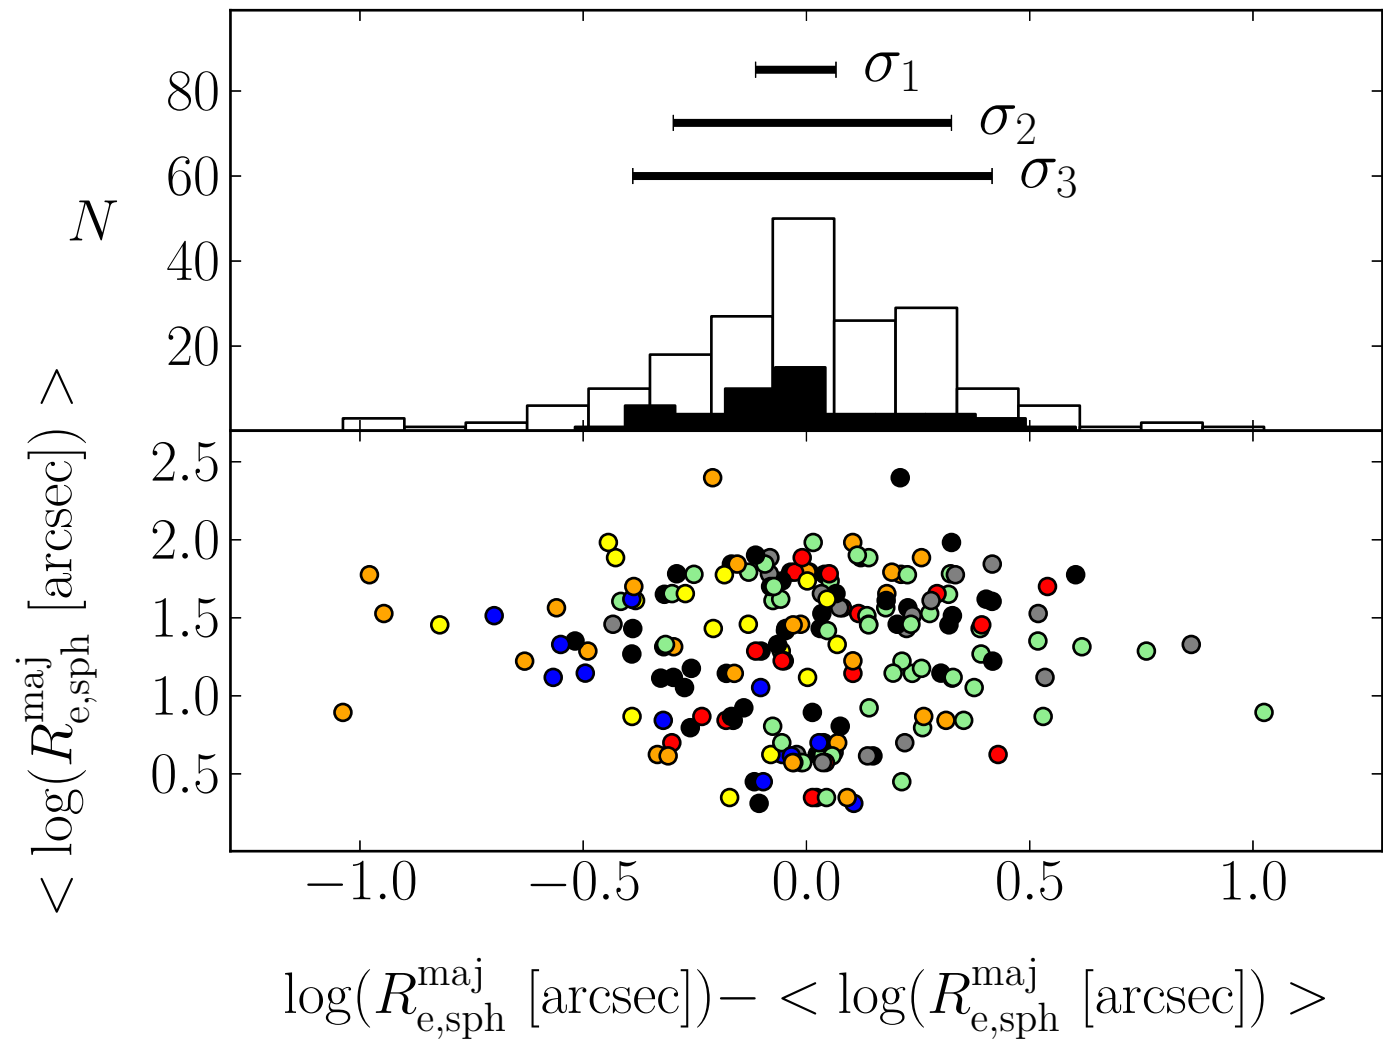 80
60
40
20
N
σ1
σ2
σ3
2.5
2.0
1.5
1.0
0.5
< log(R^maj_e,sph [arcsec]) >
−1.0 −0.5 0.0 0.5 1.0
log(R^maj_e,sph [arcsec])− < log(R^maj_e,sph [arcsec]) >